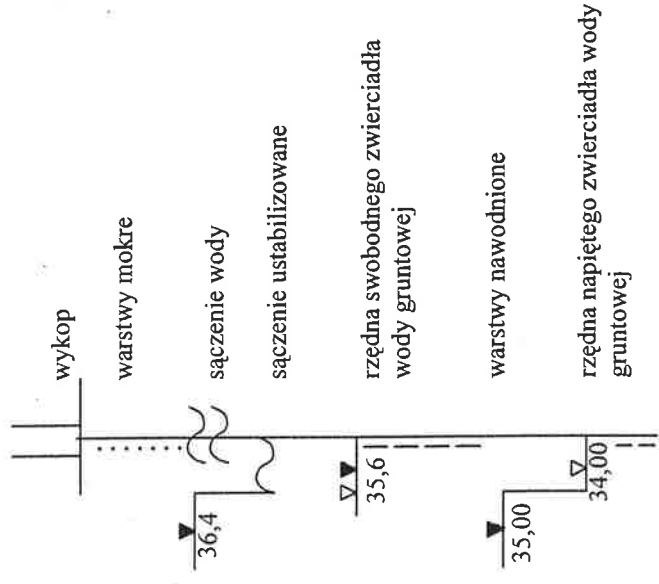 wykop
warstwy mokre
sączenie wody
36,4
sączenie ustabilizowane
35,6
rzędna swobodnego zwierciadła
wody gruntowej
warstwy nawodnione
35,00
34,00
rzędna napiętego zwierciadła wody
gruntowej